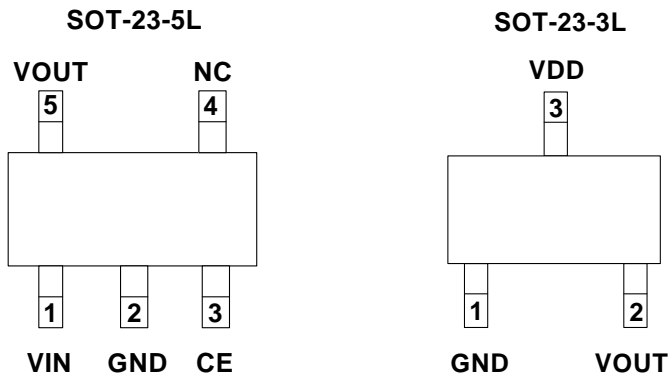 SOT-23-5L
VOUT NC
5 4
1 2 3
VIN GND CE
SOT-23-3L
VDD
3
1 2
GND VOUT